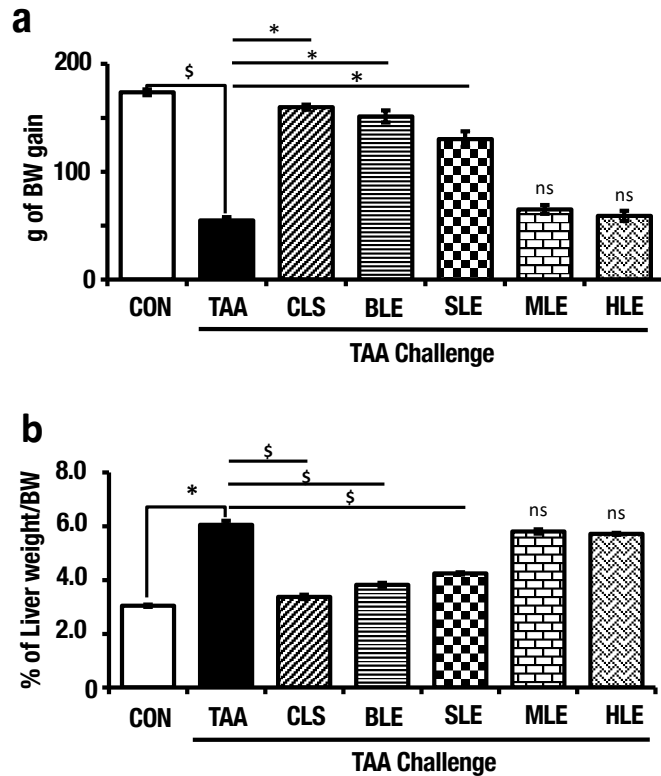 a
*
*
$
*
200
100
0
g of BW gain
ns
ns
CON TAA CLS BLE SLE MLE HLE
TAA Challenge
b
$
8.0
$
*
$
ns
ns
6.0
4.0
2.0
0
% of Liver weight/BW
CON TAA CLS BLE SLE MLE HLE
TAA Challenge